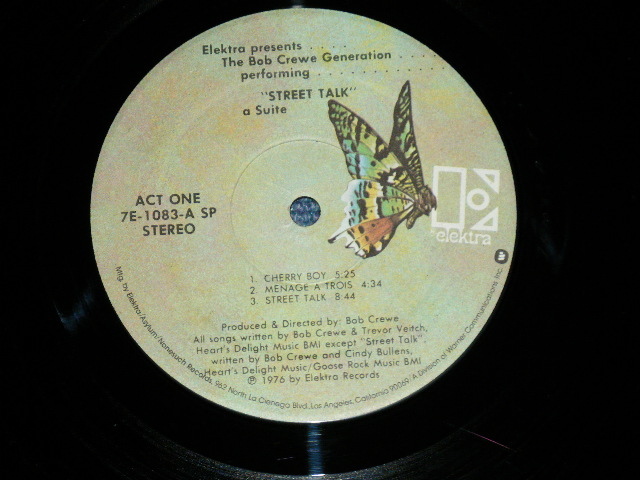 Elektra presents . . . .
The Bob Crewe Generation . . . .
performing . . . . . . . . . . . .
"STREET TALK"
a Suite
ACT ONE
7E-1083-A SP
STEREO
elektra
1. CHERRY BOY 5:25
2. MENAGE A TROIS 4:34
3. STREET TALK 8:44
Produced & Directed by: Bob Crewe
All songs written by Bob Crewe & Trevor Veitch,
Heart's Delight Music BMI except "Street Talk",
written by Bob Crewe and Cindy Bullens,
Heart's Delight Music/Goose Rock Music BMI
℗ 1976 by Elektra Records
Mfg. by Elektra/Asylum/Nonesuch Records, 962 North La Cienega Blvd., Los Angeles, California 90069 · A Division of Warner Communications Inc.